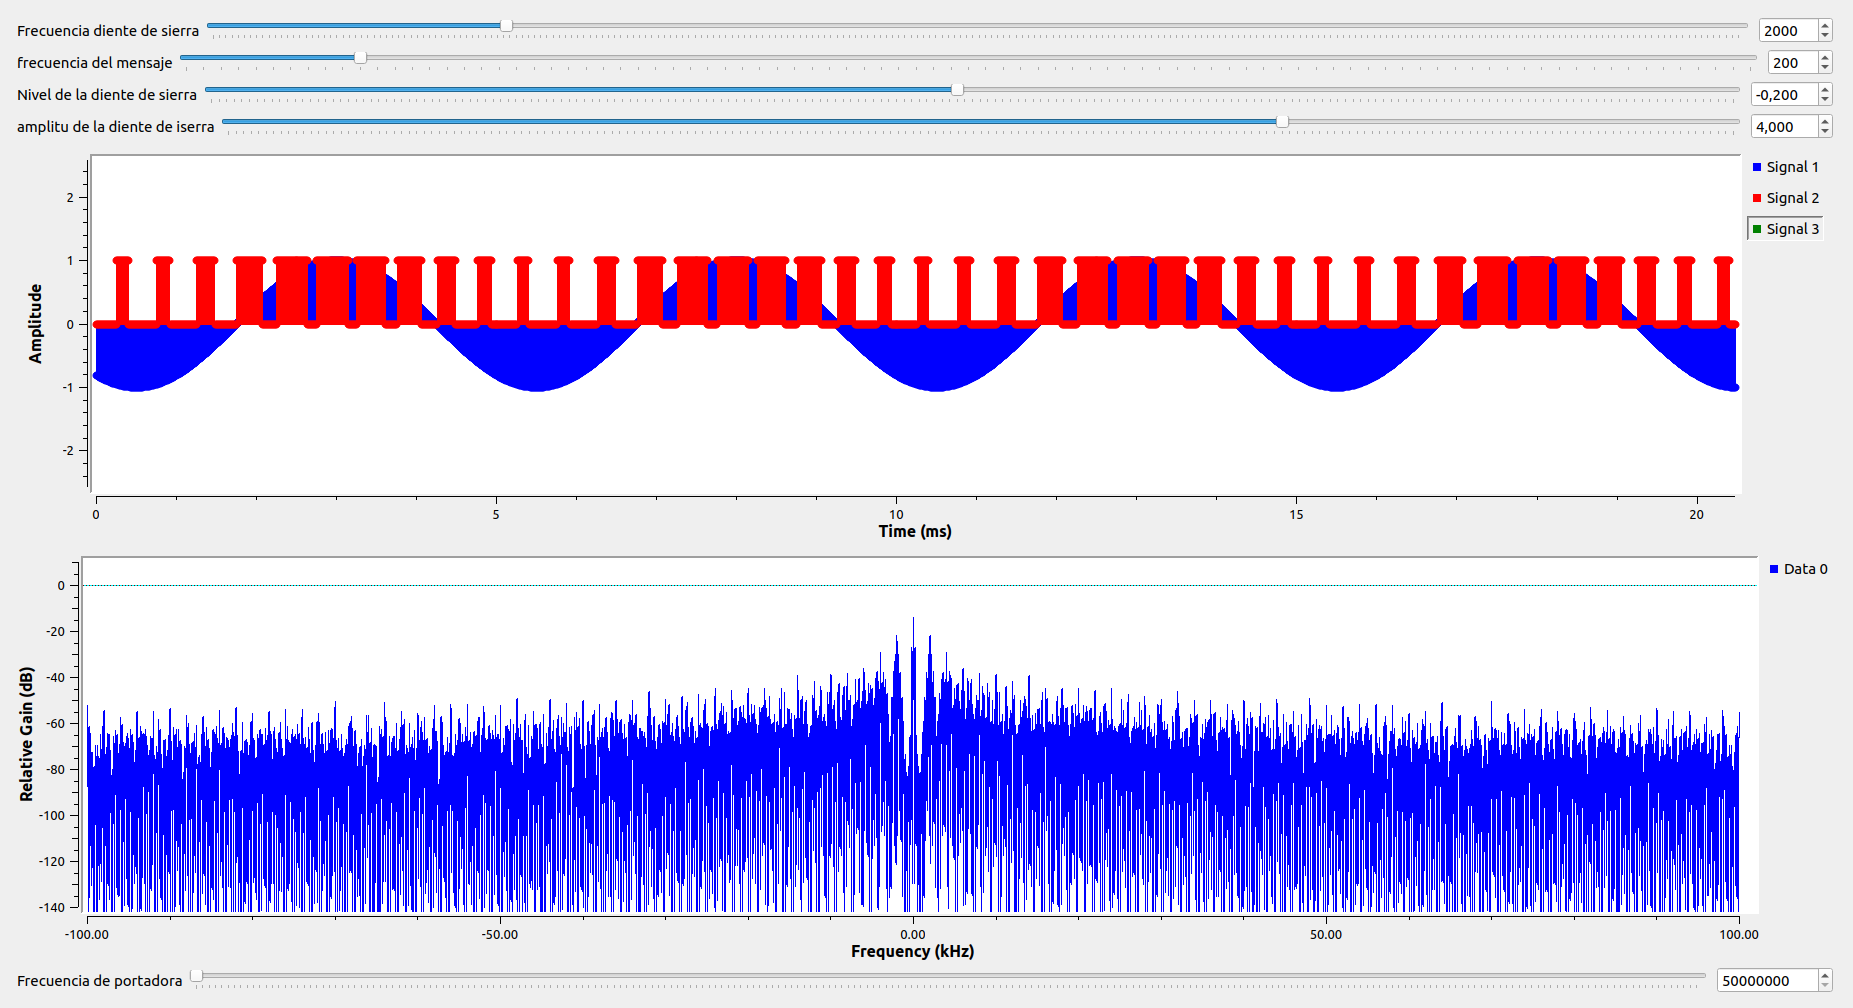 Frecuencia diente de sierra 2000
frecuencia del mensaje 200
Nivel de la diente de sierra -0,200
amplitu de la diente de iserra 4,000
Signal 1
Signal 2
Signal 3
Amplitude
2
1
0
-1
-2
0 5 10 15 20
Time (ms)
Data 0
Relative Gain (dB)
0
-20
-40
-60
-80
-100
-120
-140
-100.00 -50.00 0.00 50.00 100.00
Frequency (kHz)
Frecuencia de portadora 50000000